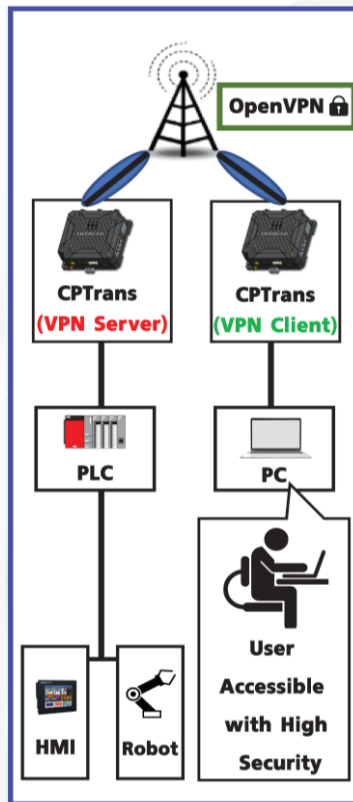 OpenVPN
CPTrans
(VPN Server)
CPTrans
(VPN Client)
PLC
PC
HMI
Robot
User
Accessible
with High
Security